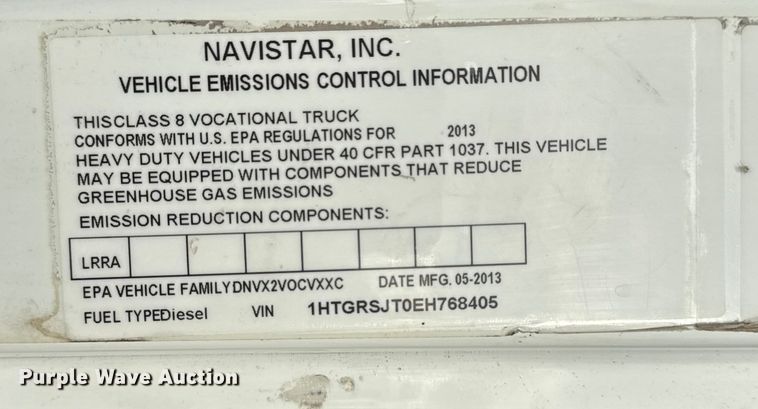 NAVISTAR, INC.
VEHICLE EMISSIONS CONTROL INFORMATION
THIS CLASS 8 VOCATIONAL TRUCK
CONFORMS WITH U.S. EPA REGULATIONS FOR 2013
HEAVY DUTY VEHICLES UNDER 40 CFR PART 1037. THIS VEHICLE
MAY BE EQUIPPED WITH COMPONENTS THAT REDUCE
GREENHOUSE GAS EMISSIONS
EMISSION REDUCTION COMPONENTS:
LRRA
EPA VEHICLE FAMILY DNVX2VOCVXXC DATE MFG. 05-2013
FUEL TYPE Diesel VIN 1HTGRSJT0EH768405
Purple Wave Auction